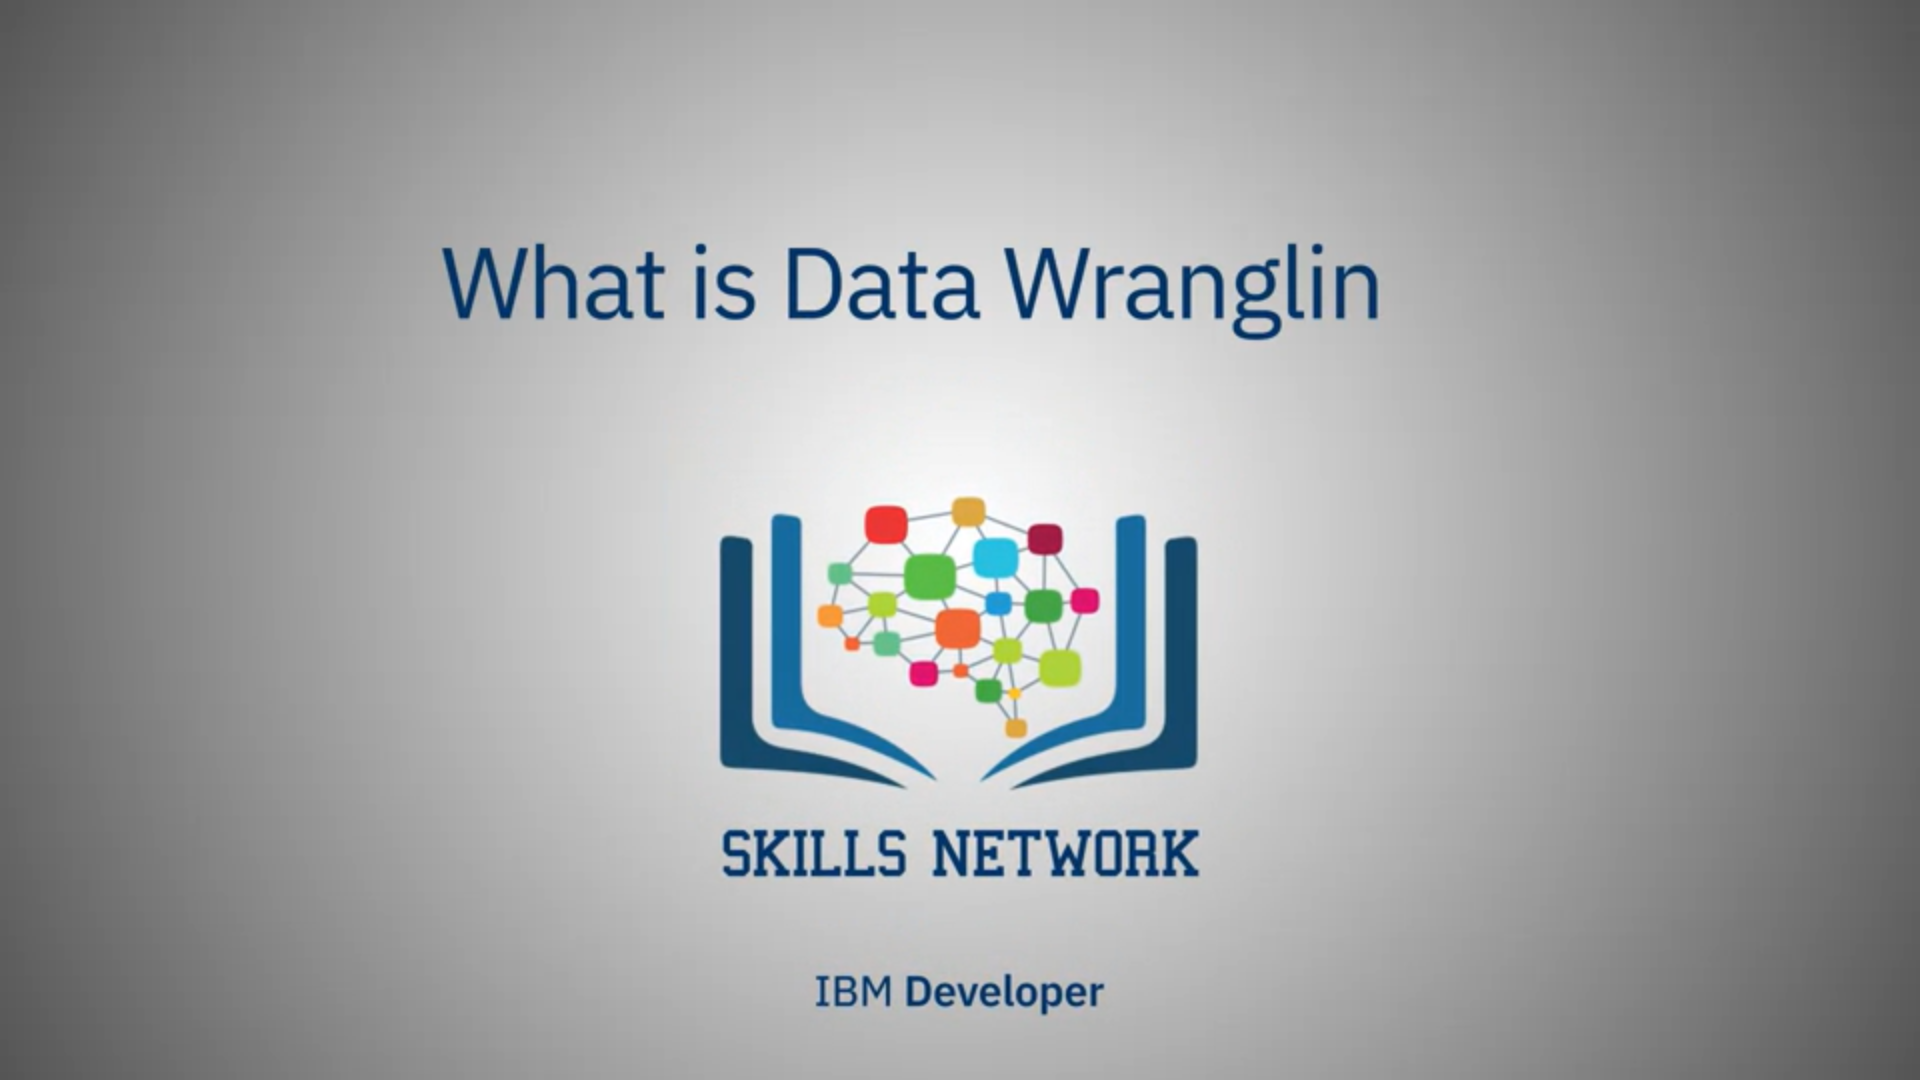 What is Data Wranglin
SKILLS NETWORK
IBM Developer